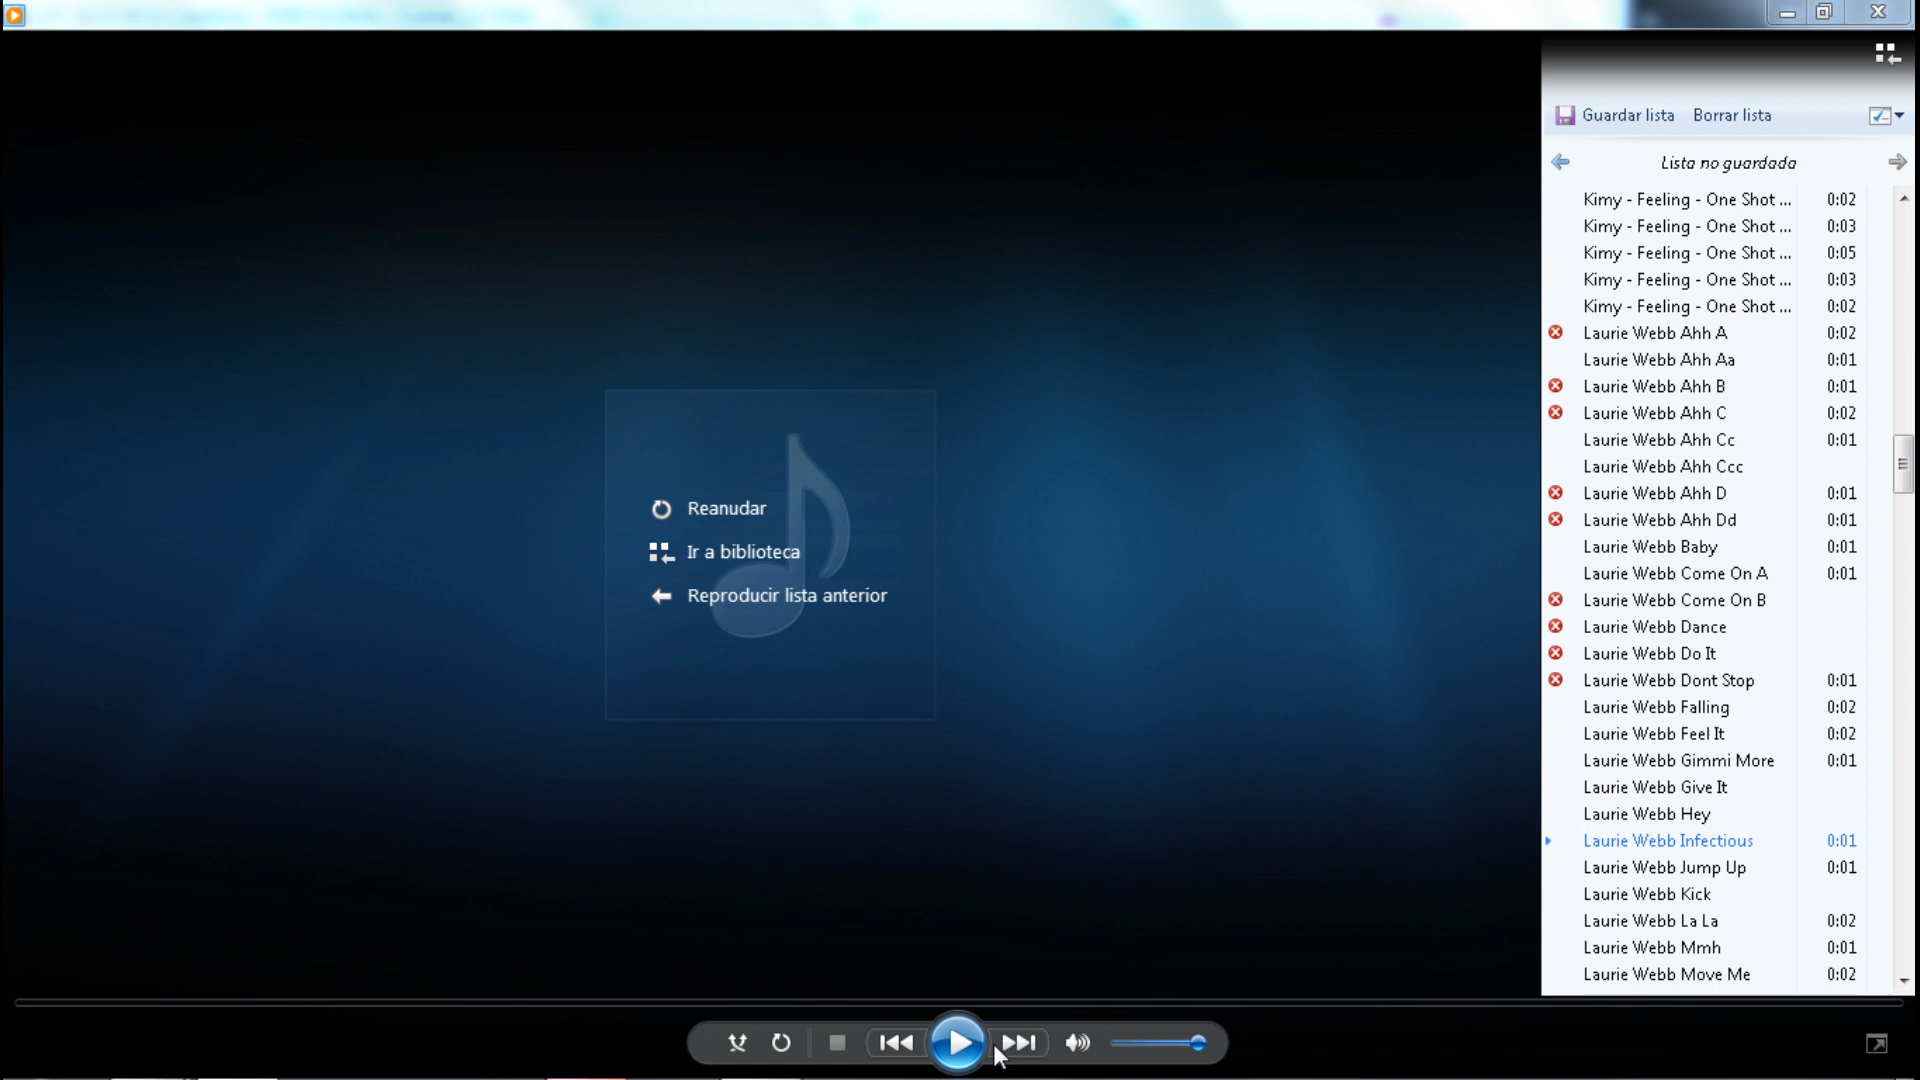 Guardar lista Borrar lista
Lista no guardada
Kimy - Feeling - One Shot ... 0:02
Kimy - Feeling - One Shot ... 0:03
Kimy - Feeling - One Shot ... 0:05
Kimy - Feeling - One Shot ... 0:03
Kimy - Feeling - One Shot ... 0:02
Laurie Webb Ahh A 0:02
Laurie Webb Ahh Aa 0:01
Laurie Webb Ahh B 0:01
Laurie Webb Ahh C 0:02
Laurie Webb Ahh Cc 0:01
Laurie Webb Ahh Ccc
Laurie Webb Ahh D 0:01
Laurie Webb Ahh Dd 0:01
Laurie Webb Baby 0:01
Laurie Webb Come On A 0:01
Laurie Webb Come On B
Laurie Webb Dance
Laurie Webb Do It
Laurie Webb Dont Stop 0:01
Laurie Webb Falling 0:02
Laurie Webb Feel It 0:02
Laurie Webb Gimmi More 0:01
Laurie Webb Give It
Laurie Webb Hey
Laurie Webb Infectious 0:01
Laurie Webb Jump Up 0:01
Laurie Webb Kick
Laurie Webb La La 0:02
Laurie Webb Mmh 0:01
Laurie Webb Move Me 0:02
Reanudar
Ir a biblioteca
Reproducir lista anterior